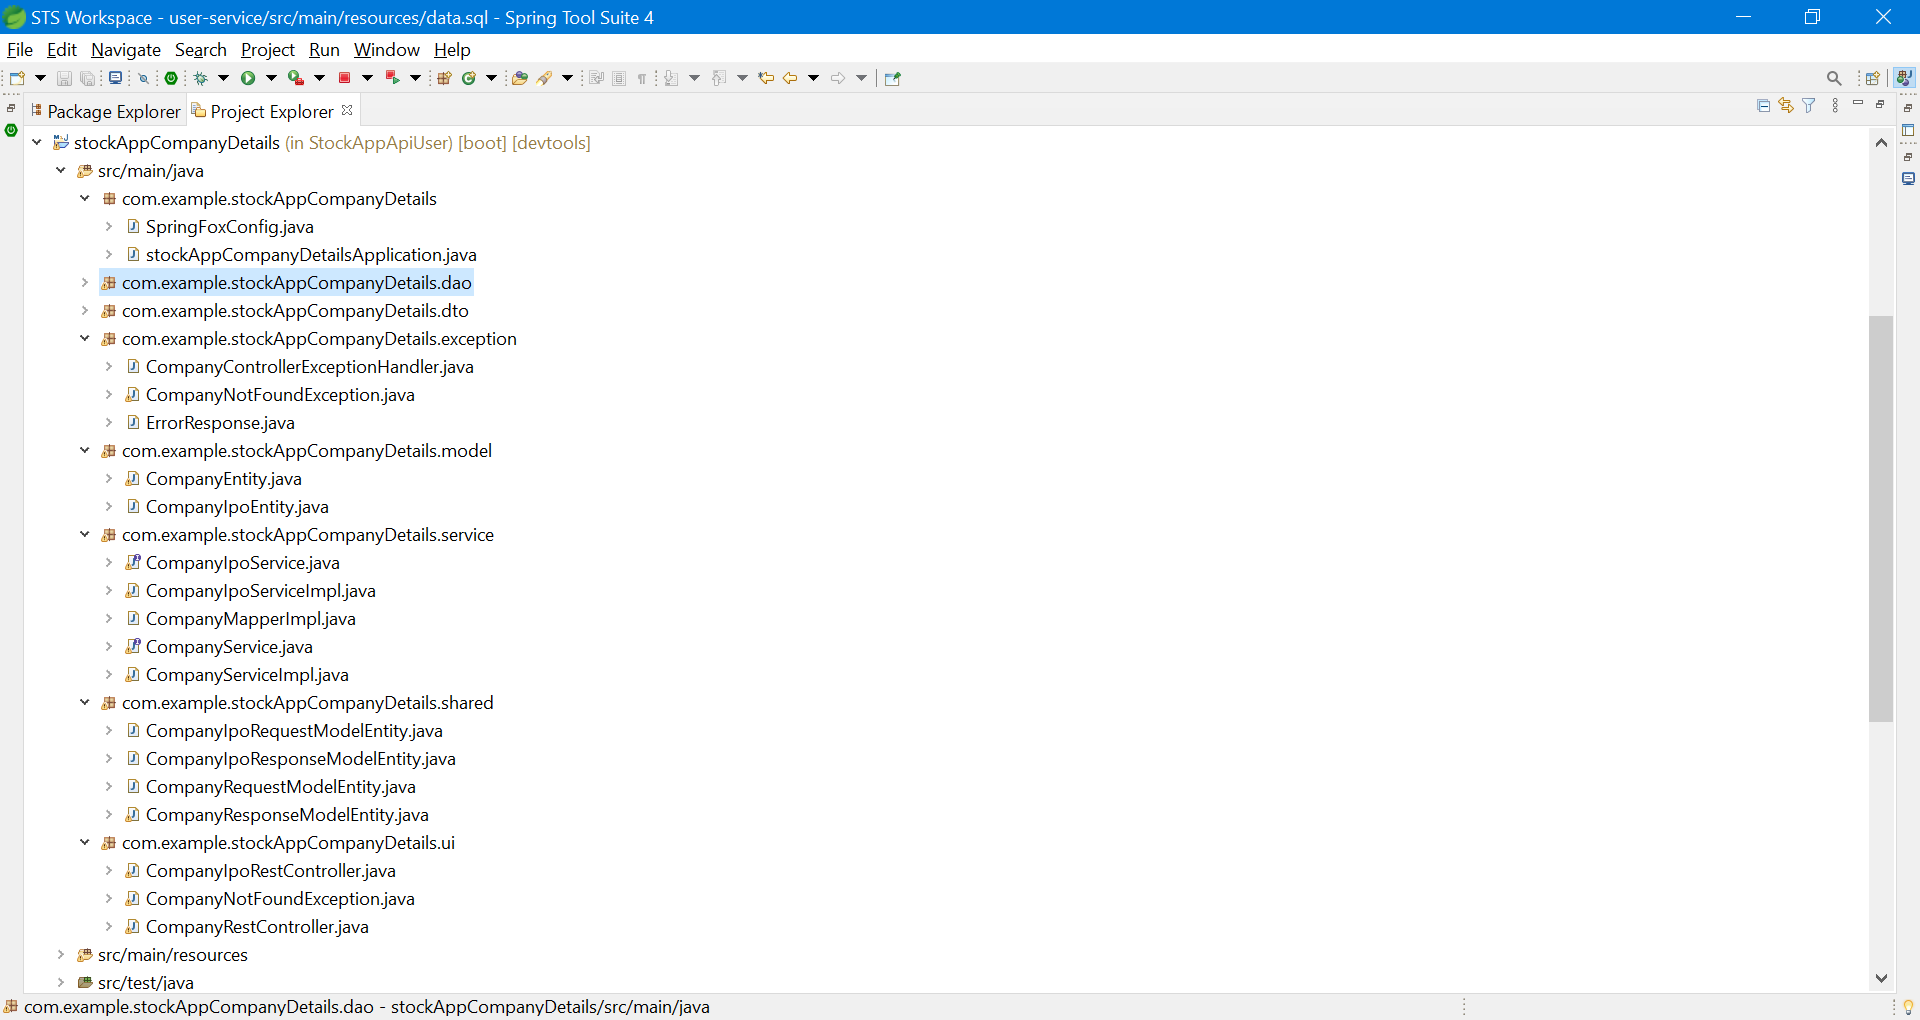 STS Workspace - user-service/src/main/resources/data.sql - Spring Tool Suite 4
File Edit Navigate Search Project Run Window Help
Package Explorer Project Explorer
stockAppCompanyDetails (in StockAppApiUser) [boot] [devtools]
src/main/java
com.example.stockAppCompanyDetails
SpringFoxConfig.java
stockAppCompanyDetailsApplication.java
com.example.stockAppCompanyDetails.dao
com.example.stockAppCompanyDetails.dto
com.example.stockAppCompanyDetails.exception
CompanyControllerExceptionHandler.java
CompanyNotFoundException.java
ErrorResponse.java
com.example.stockAppCompanyDetails.model
CompanyEntity.java
CompanyIpoEntity.java
com.example.stockAppCompanyDetails.service
CompanyIpoService.java
CompanyIpoServiceImpl.java
CompanyMapperImpl.java
CompanyService.java
CompanyServiceImpl.java
com.example.stockAppCompanyDetails.shared
CompanyIpoRequestModelEntity.java
CompanyIpoResponseModelEntity.java
CompanyRequestModelEntity.java
CompanyResponseModelEntity.java
com.example.stockAppCompanyDetails.ui
CompanyIpoRestController.java
CompanyNotFoundException.java
CompanyRestController.java
src/main/resources
src/test/java
com.example.stockAppCompanyDetails.dao - stockAppCompanyDetails/src/main/java